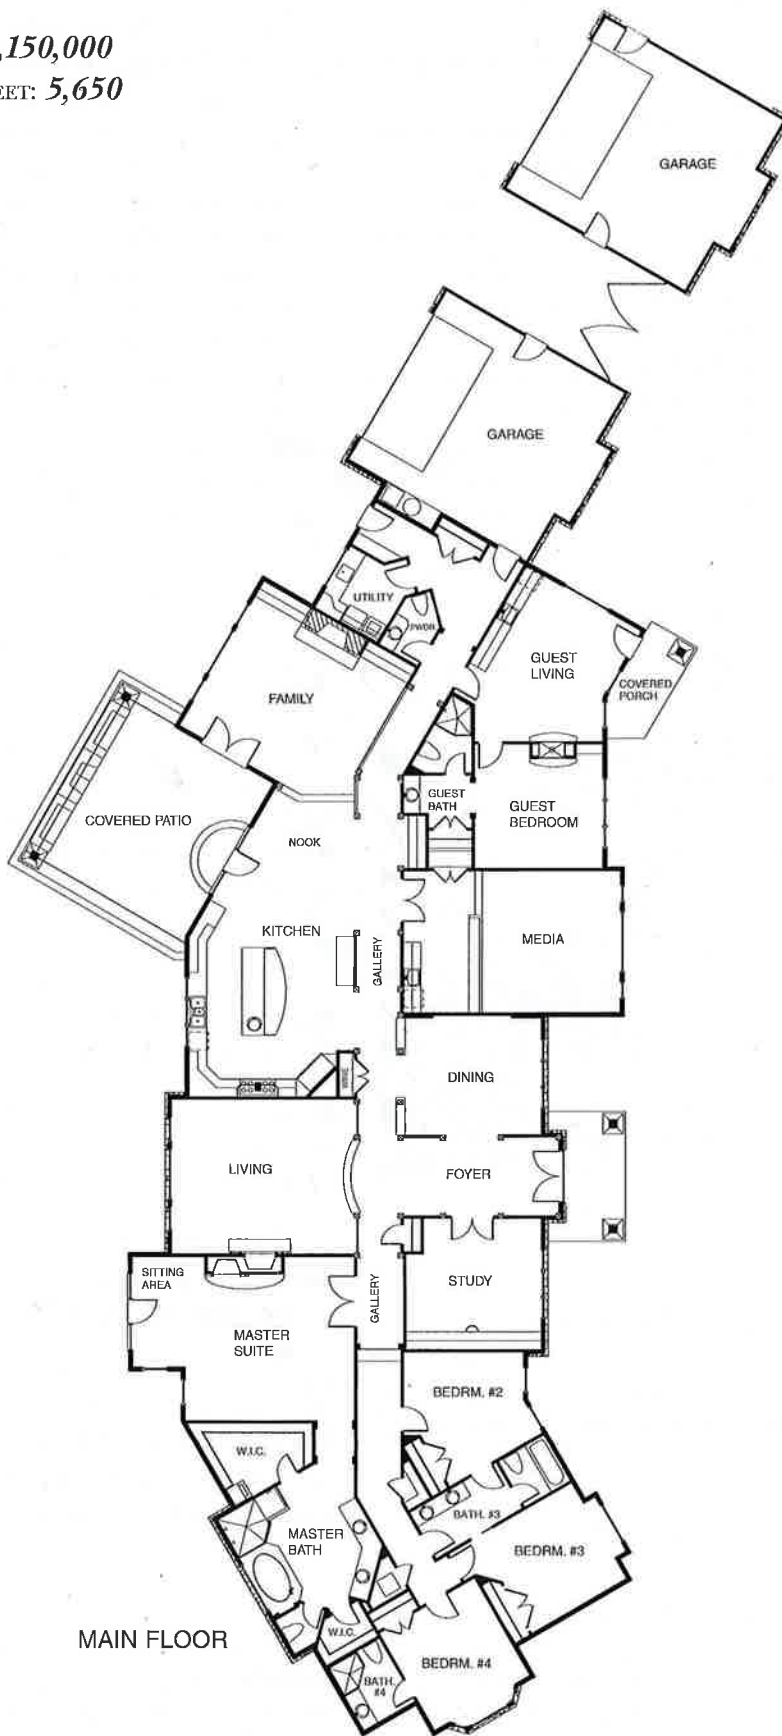 ,150,000
EET: 5,650
GARAGE
GARAGE
UTILITY
PWDR.
GUEST
LIVING
COVERED
PORCH
FAMILY
GUEST
BATH
GUEST
BEDROOM
COVERED PATIO
NOOK
KITCHEN
GALLERY
MEDIA
DINING
LIVING
FOYER
SITTING
AREA
GALLERY
STUDY
MASTER
SUITE
BEDRM. #2
W.I.C.
BATH. #3
MASTER
BATH
BEDRM. #3
W.I.C.
MAIN FLOOR
BATH.
#4
BEDRM. #4